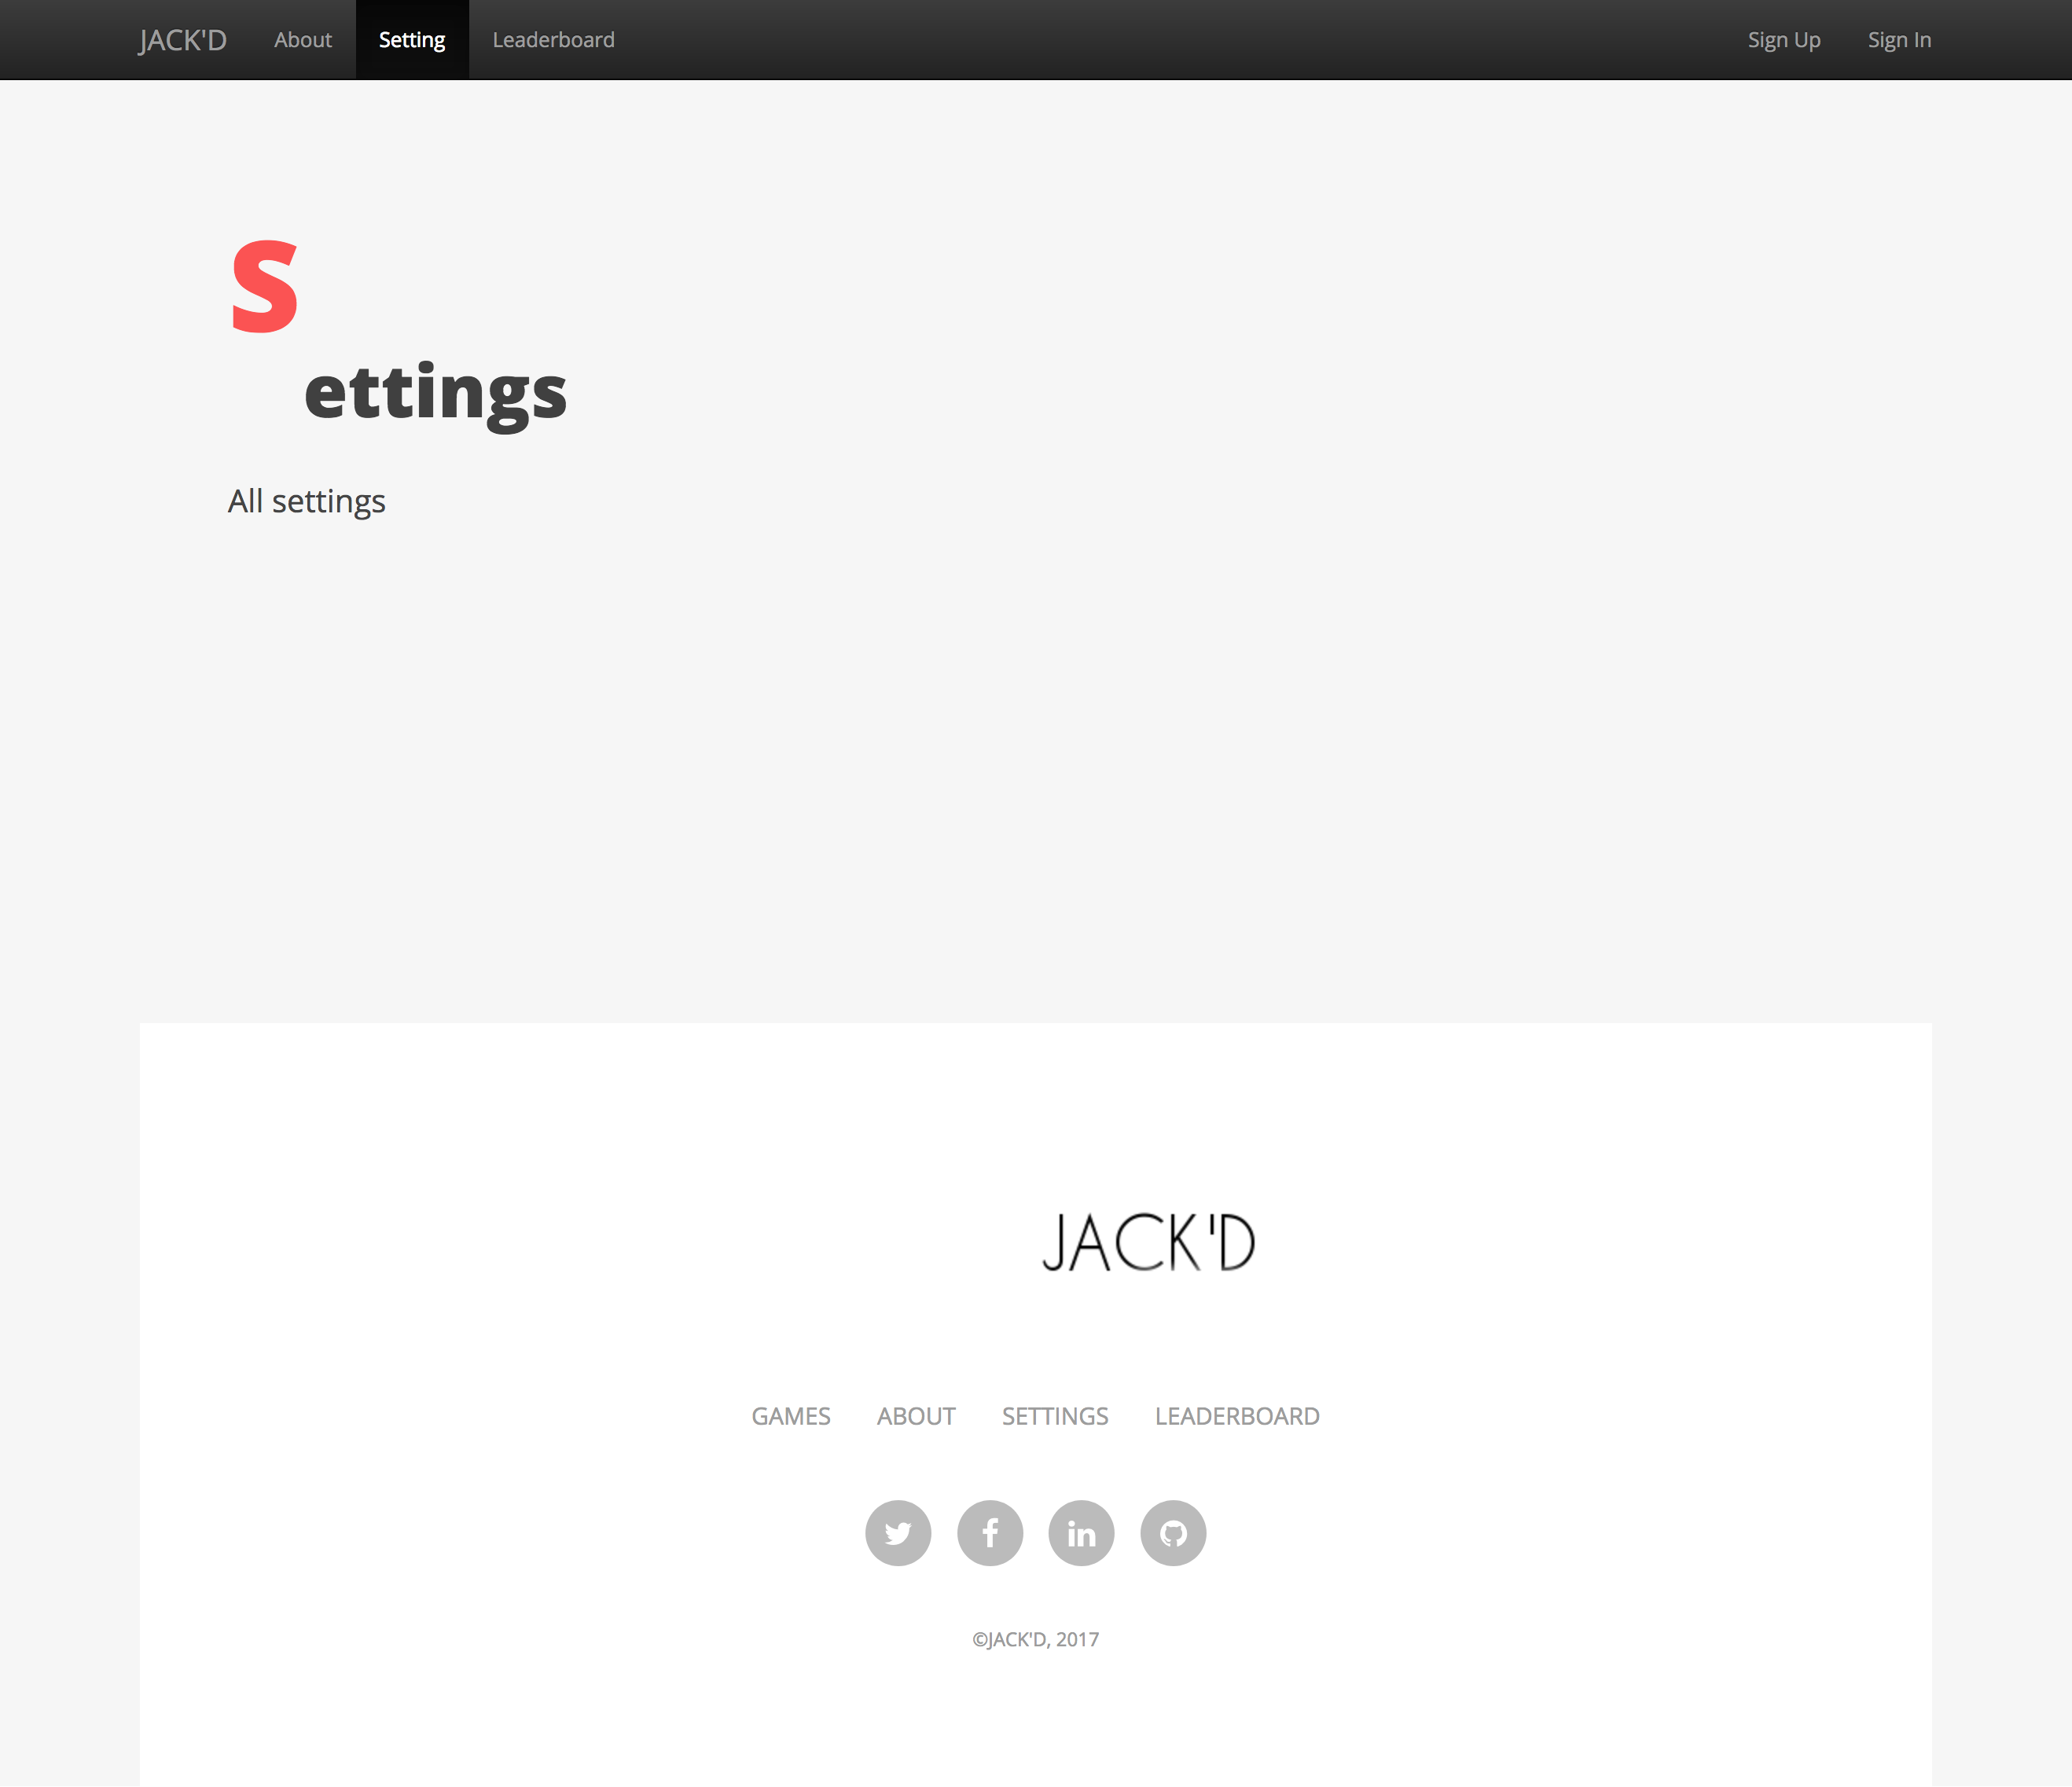 JACK'D About Setting Leaderboard Sign Up Sign In
S
ettings
All settings
JACK'D
GAMES ABOUT SETTINGS LEADERBOARD
©JACK'D, 2017